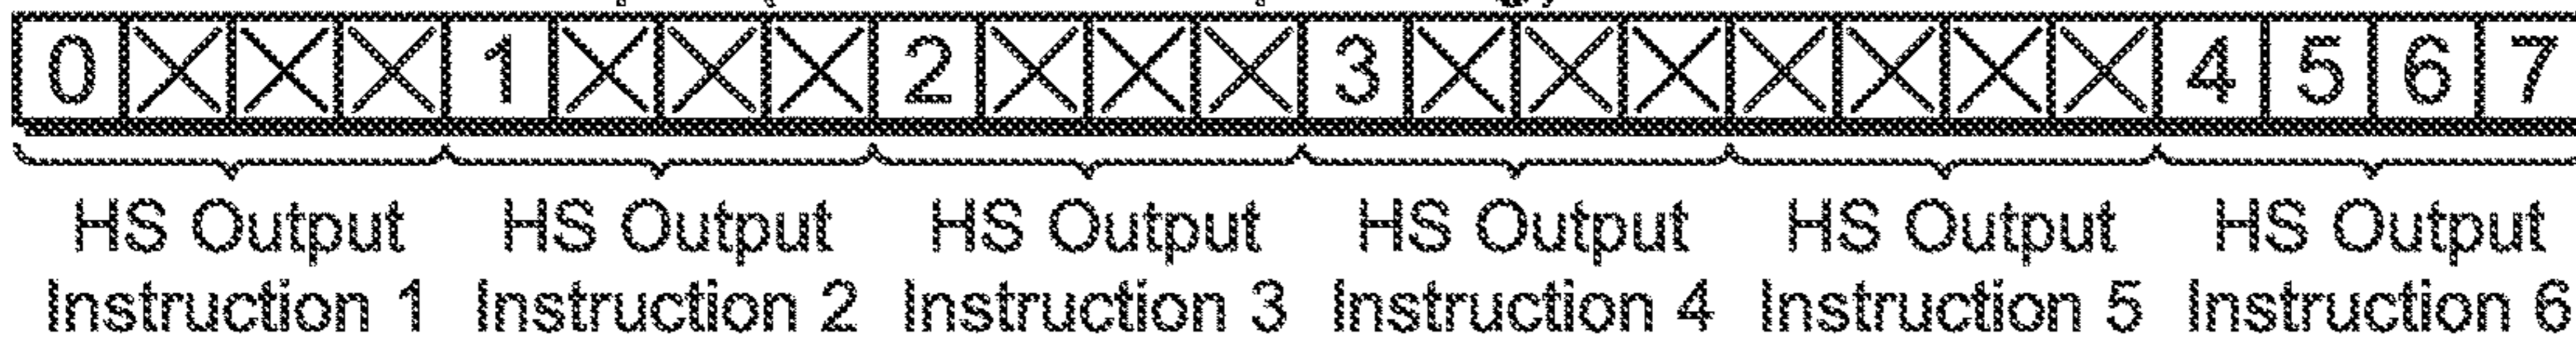 0 1 2 3 4 5 6 7
HS Output HS Output HS Output HS Output HS Output HS Output
Instruction 1 Instruction 2 Instruction 3 Instruction 4 Instruction 5 Instruction 6